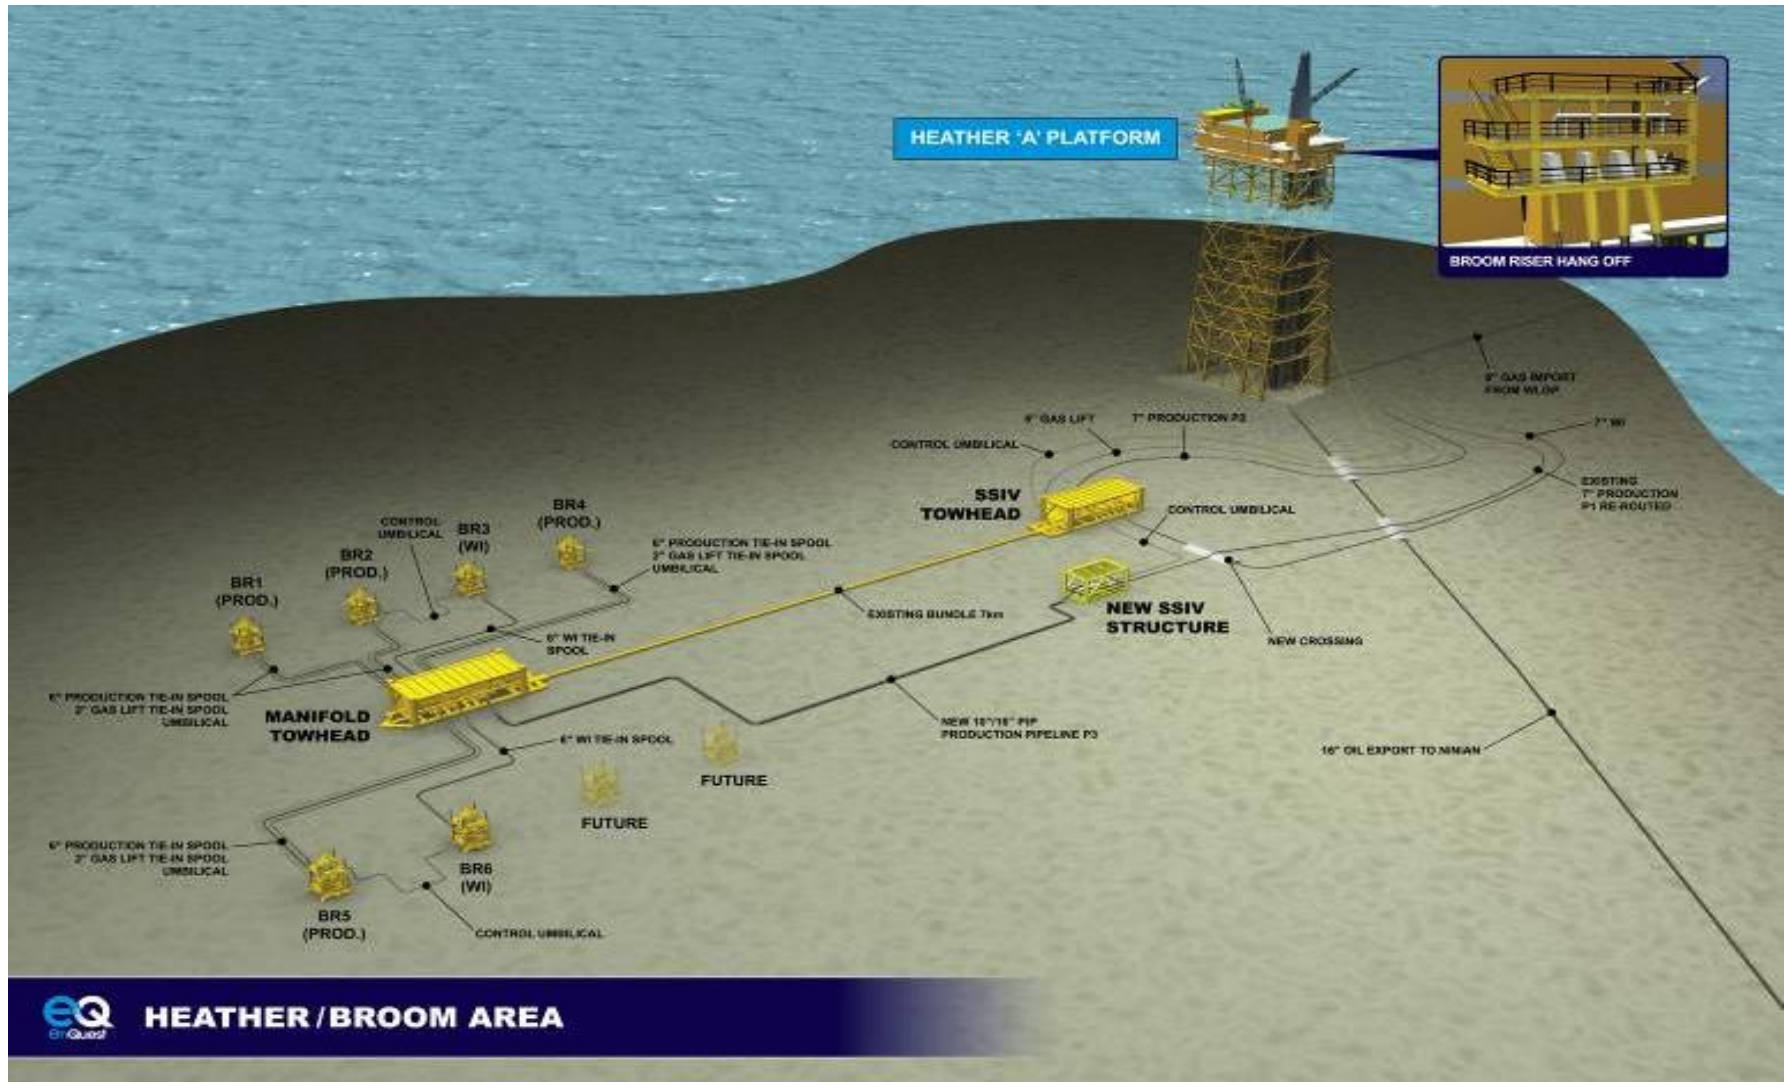 HEATHER 'A' PLATFORM
BROOM RISER HANG OFF
8" GAS IMPORT
FROM WLGP
7" WI
EXISTING
7" PRODUCTION
P1 RE-ROUTED
GAS LIFT
7" PRODUCTION P2
CONTROL UMBILICAL
SSIV
TOWHEAD
CONTROL UMBILICAL
NEW SSIV
STRUCTURE
NEW CROSSING
EXISTING BUNDLE 7km
BR4
(PROD.)
CONTROL
UMBILICAL
BR3
(WI)
BR2
(PROD.)
BR1
(PROD.)
6" PRODUCTION TIE-IN SPOOL
2" GAS LIFT TIE-IN SPOOL
UMBILICAL
6" WI TIE-IN
SPOOL
6" PRODUCTION TIE-IN SPOOL
2" GAS LIFT TIE-IN SPOOL
UMBILICAL
MANIFOLD
TOWHEAD
6" WI TIE-IN SPOOL
NEW 10"/16" PIP
PRODUCTION PIPELINE P3
16" OIL EXPORT TO NINIAN
FUTURE
FUTURE
6" PRODUCTION TIE-IN SPOOL
2" GAS LIFT TIE-IN SPOOL
UMBILICAL
BR6
(WI)
BR5
(PROD.)
CONTROL UMBILICAL
eQ
EnQuest
HEATHER / BROOM AREA